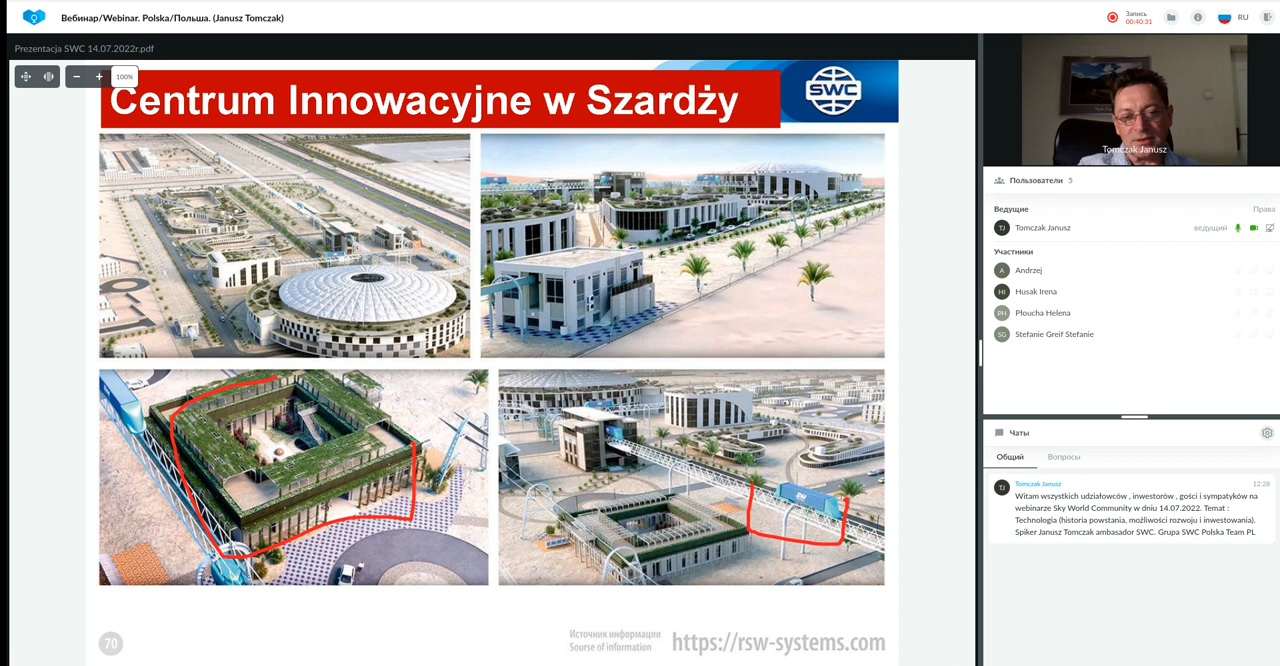 Вебинар/Webinar. Polska/Польша. (Janusz Tomczak)
Запись
00:40:31
RU
Prezentacja SWC 14.07.2022r.pdf
100%
Centrum Innowacyjne w Szardży
SWC
70
Источник информации
Sourse of information
https://rsw-systems.com
Tomczak Janusz
Пользователи 5
Ведущие
Права
TJ
Tomczak Janusz
ведущий
Участники
A
Andrzej
HI
Husak Irena
PH
Płoucha Helena
SG
Stefanie Greif Stefanie
Чаты
Общий
Вопросы
TJ
Tomczak Janusz
12:28
Witam wszystkich udziałowców , inwestorów , gości i sympatyków na
webinarze Sky World Community w dniu 14.07.2022. Temat :
Technologia (historia powstania, możliwości rozwoju i inwestowania).
Spiker Janusz Tomczak ambasador SWC. Grupa SWC Polska Team PL